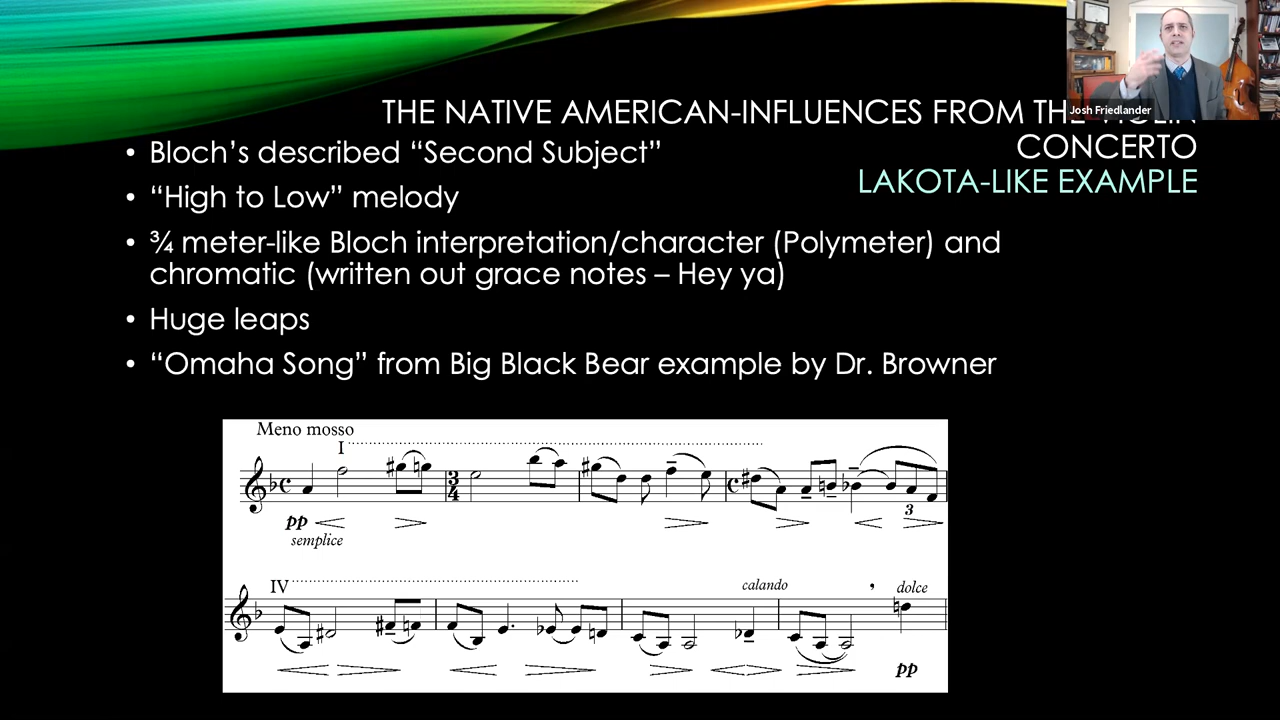 Josh Friedlander
THE NATIVE AMERICAN-INFLUENCES FROM THE VIOLIN
CONCERTO
LAKOTA-LIKE EXAMPLE
• Bloch’s described “Second Subject”
• “High to Low” melody
• ¾ meter-like Bloch interpretation/character (Polymeter) and
chromatic (written out grace notes – Hey ya)
• Huge leaps
• “Omaha Song” from Big Black Bear example by Dr. Browner
Meno mosso
I
3
4
3
pp
semplice
IV
calando
dolce
pp